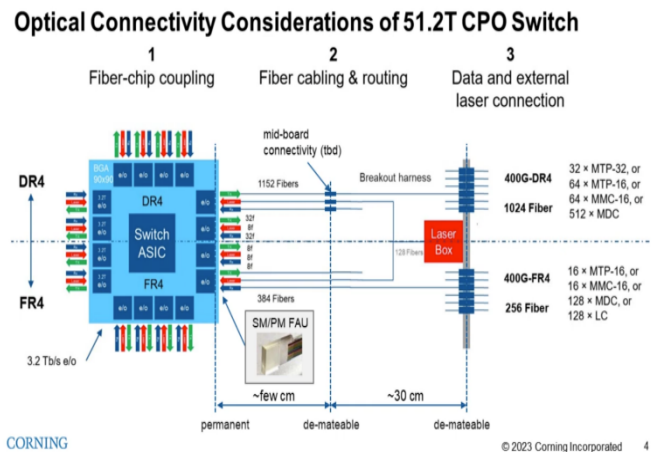 Optical Connectivity Considerations of 51.2T CPO Switch
1
Fiber-chip coupling
2
Fiber cabling & routing
3
Data and external
laser connection
mid-board
connectivity (tbd)
BGA
90x90
e/o
e/o
e/o
e/o
DR4
DR4
1152 Fibers
Breakout harness
400G-DR4
1024 Fiber
32 × MTP-32, or
64 × MTP-16, or
64 × MMC-16, or
512 × MDC
Switch
ASIC
32f
8f
8f
8f
8f
8f
Laser
Box
128 Fibers
FR4
FR4
384 Fibers
400G-FR4
256 Fiber
16 × MTP-16, or
16 × MMC-16, or
128 × MDC, or
128 × LC
e/o
e/o
e/o
e/o
SM/PM FAU
3.2 Tb/s e/o
~few cm
~30 cm
permanent
de-mateable
de-mateable
CORNING
© 2023 Corning Incorporated
4